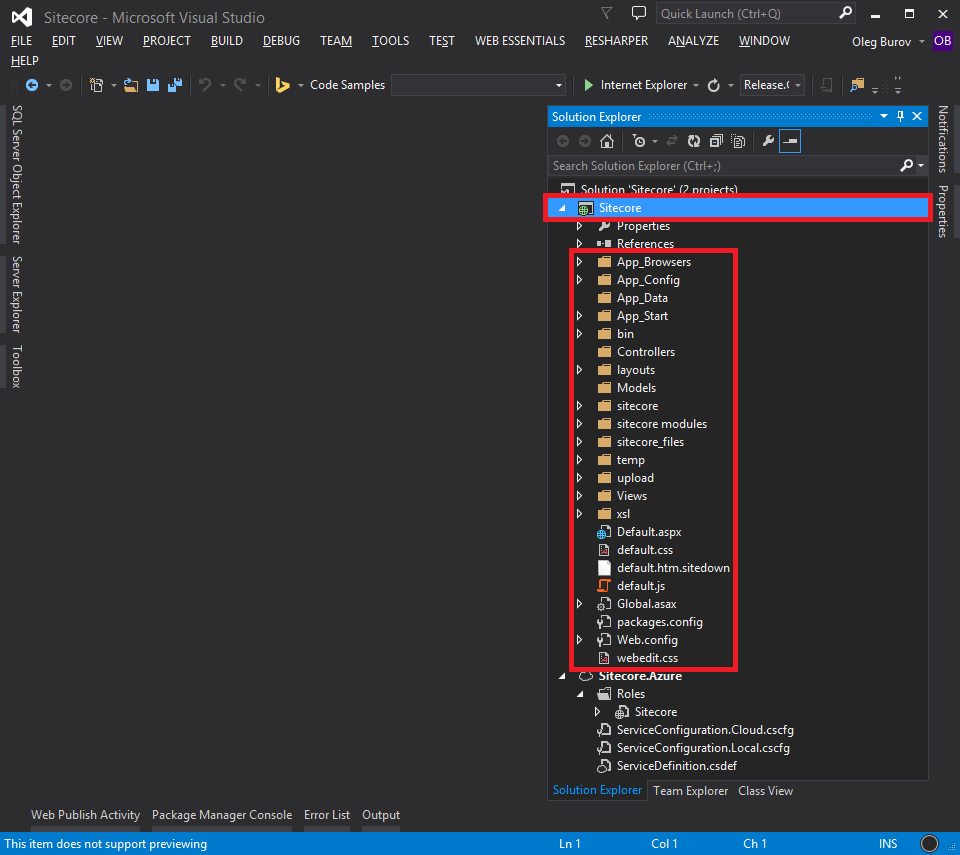 Sitecore - Microsoft Visual Studio
Quick Launch (Ctrl+Q)
FILE EDIT VIEW PROJECT BUILD DEBUG TEAM TOOLS TEST WEB ESSENTIALS RESHARPER ANALYZE WINDOW
Oleg Burov OB
HELP
Code Samples
Internet Explorer
Release.(
SQL Server Object Explorer
Server Explorer
Toolbox
Solution Explorer
Search Solution Explorer (Ctrl+;)
Solution 'Sitecore' (2 projects)
Sitecore
Properties
References
App_Browsers
App_Config
App_Data
App_Start
bin
Controllers
layouts
Models
sitecore
sitecore modules
sitecore_files
temp
upload
Views
xsl
Default.aspx
default.css
default.htm.sitedown
default.js
Global.asax
packages.config
Web.config
webedit.css
Sitecore.Azure
Roles
Sitecore
ServiceConfiguration.Cloud.cscfg
ServiceConfiguration.Local.cscfg
ServiceDefinition.csdef
Solution Explorer Team Explorer Class View
Notifications
Properties
Web Publish Activity Package Manager Console Error List Output
This item does not support previewing
Ln 1 Col 1 Ch 1 INS